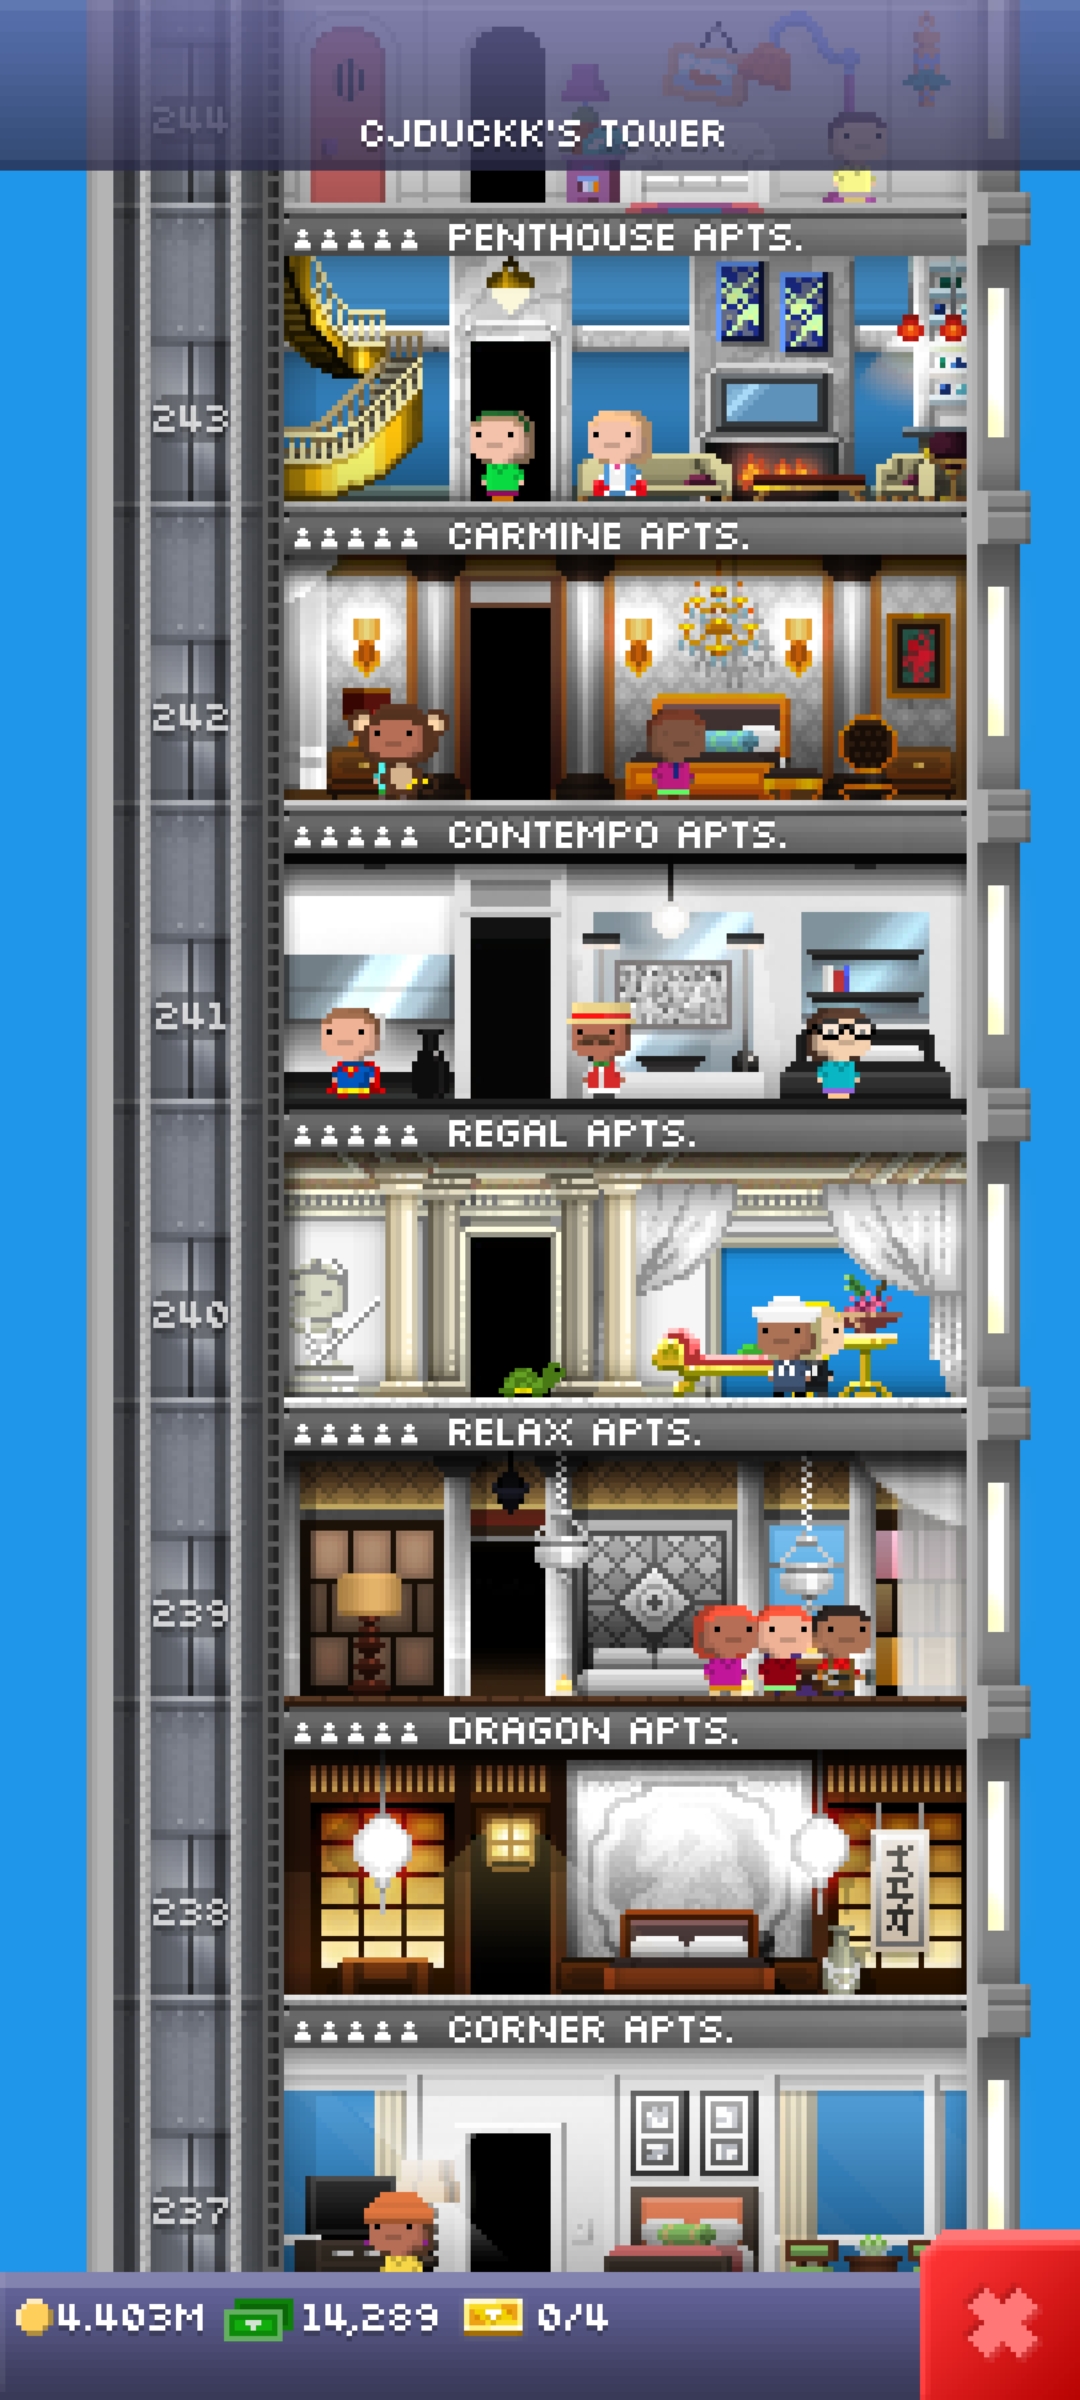 244
CJDUCKK'S TOWER
PENTHOUSE APTS.
243
CARMINE APTS.
242
CONTEMPO APTS.
241
REGAL APTS.
240
RELAX APTS.
239
DRAGON APTS.
238
CORNER APTS.
237
4.403M 14,289 0/4